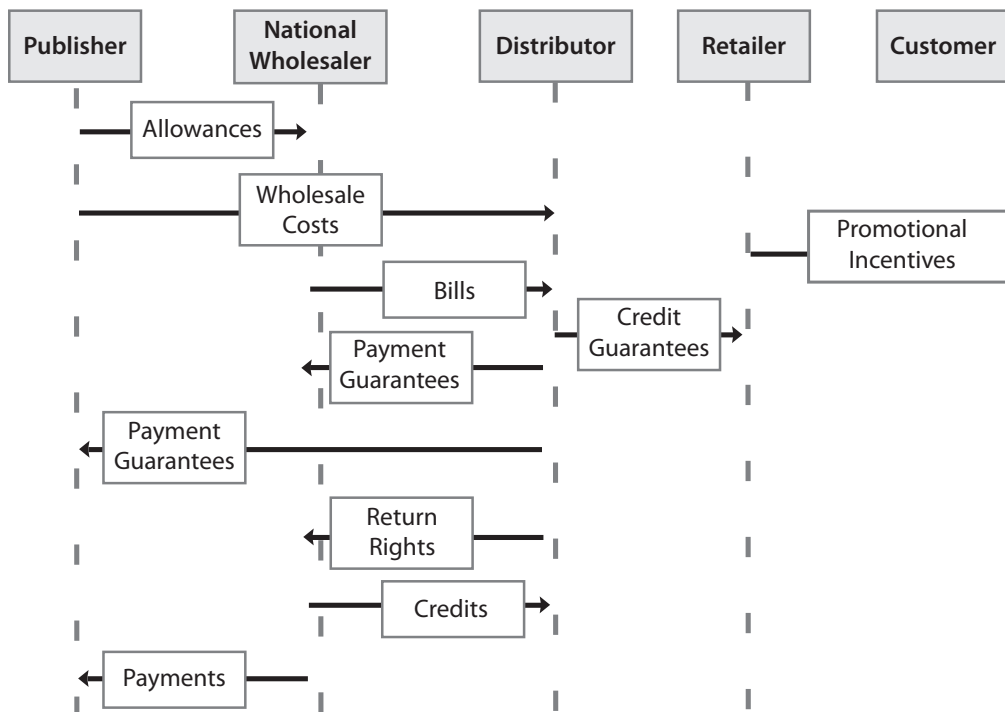 Publisher
National
Wholesaler
Distributor
Retailer
Customer
Allowances
Wholesale
Costs
Promotional
Incentives
Bills
Credit
Guarantees
Payment
Guarantees
Payment
Guarantees
Return
Rights
Credits
Payments